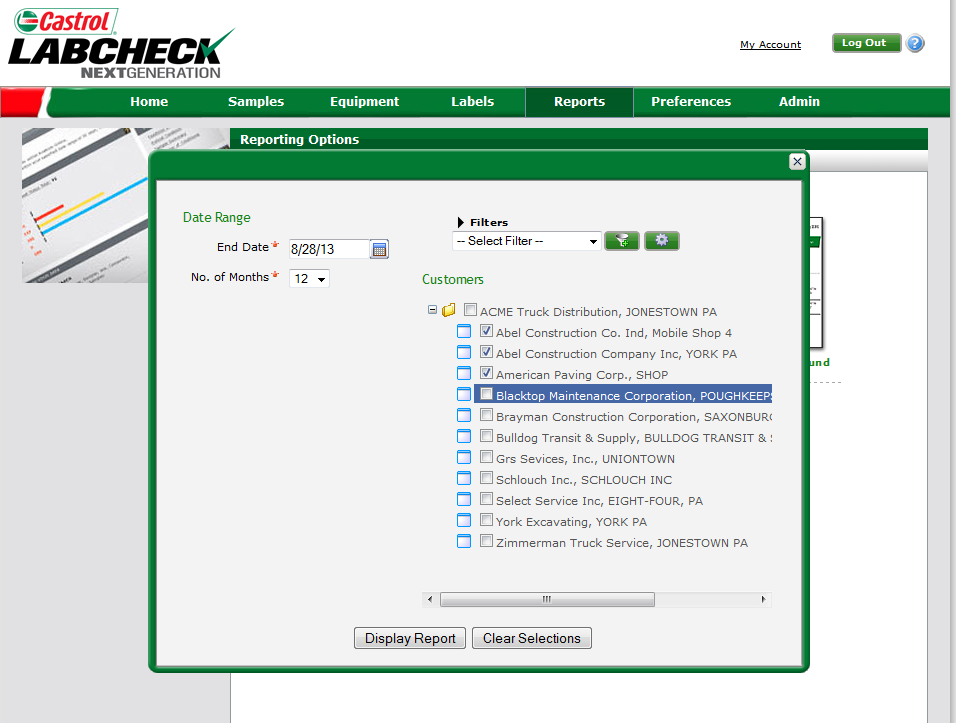 Castrol
LABCHECK
NEXTGENERATION
My Account
Log Out
?
Home Samples Equipment Labels Reports Preferences Admin
Reporting Options
Date Range
End Date * 8/28/13
No. of Months * 12
Filters
-- Select Filter --
Customers
ACME Truck Distribution, JONESTOWN PA
Abel Construction Co. Ind, Mobile Shop 4
Abel Construction Company Inc, YORK PA
American Paving Corp., SHOP
Blacktop Maintenance Corporation, POUGHKEEPS
Brayman Construction Corporation, SAXONBURG
Bulldog Transit & Supply, BULLDOG TRANSIT & S
Grs Sevices, Inc., UNIONTOWN
Schlouch Inc., SCHLOUCH INC
Select Service Inc, EIGHT-FOUR, PA
York Excavating, YORK PA
Zimmerman Truck Service, JONESTOWN PA
und
Display Report Clear Selections